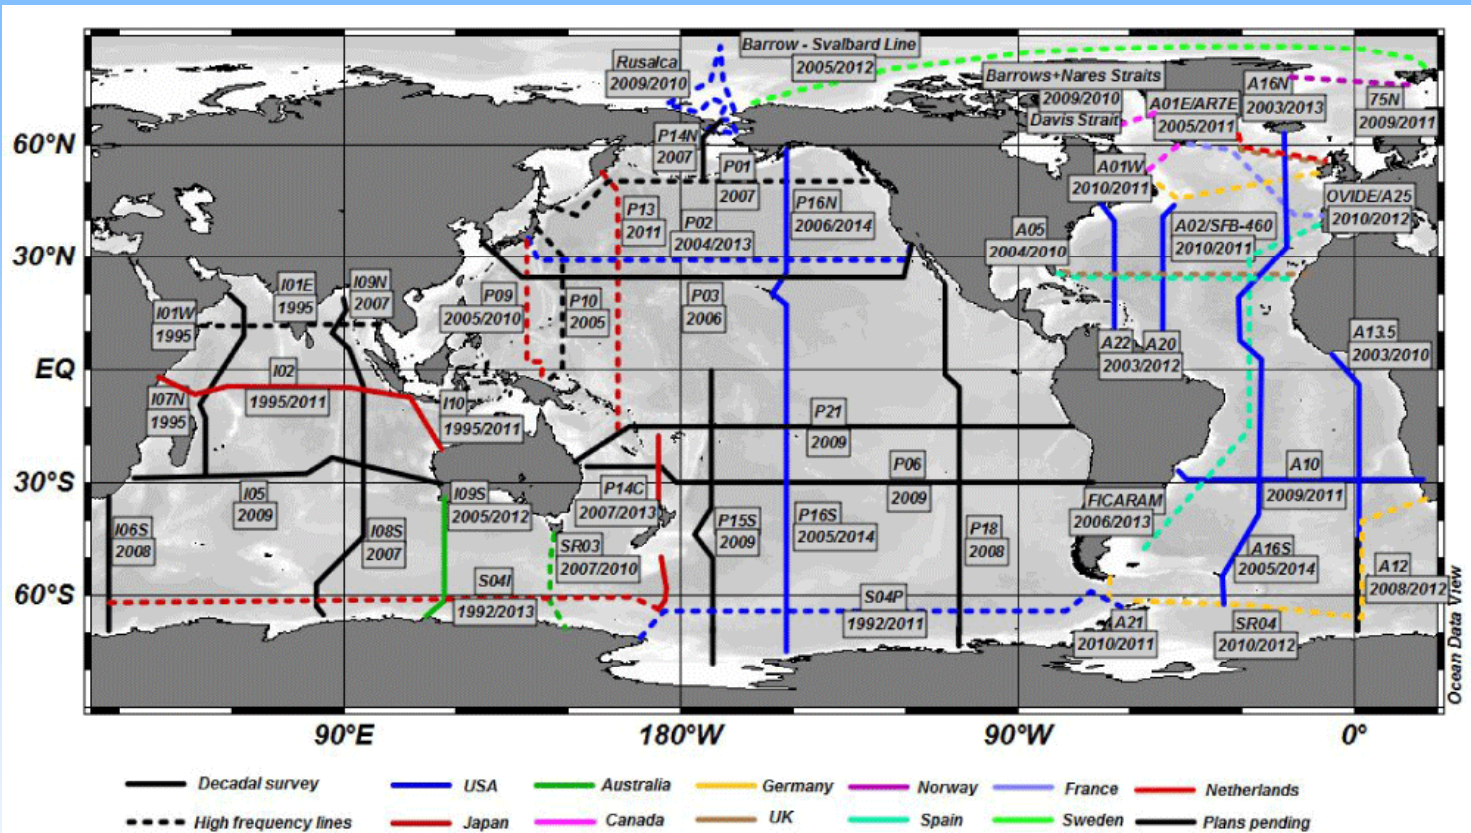 Barrow - Svalbard Line
2005/2012
Rusalca
2009/2010
Barrows+Nares Straits
2009/2010
Davis Strait
A01E/AR7E
2005/2011
A16N
2003/2013
75N
2009/2011
60°N
P14N
2007
P01
2007
A01W
2010/2011
OVIDE/A25
2010/2012
P13
2011
P02
2004/2013
P16N
2006/2014
A05
2004/2010
A02/SFB-460
2010/2011
30°N
I01W
1995
I01E
1995
I09N
2007
P09
2005/2010
P10
2005
P03
2006
A22
A20
2003/2012
A13.5
2003/2010
EQ
I02
1995/2011
I07N
1995
I10
1995/2011
P21
2009
30°S
I05
2009
I09S
2005/2012
P14C
2007/2013
P06
2009
FICARAM
2006/2013
A10
2009/2011
I06S
2008
I08S
2007
SR03
2007/2010
P15S
2009
P16S
2005/2014
P18
2008
A16S
2005/2014
A12
2008/2012
60°S
S04I
1992/2013
S04P
1992/2011
A21
2010/2011
SR04
2010/2012
Ocean Data View
90°E
180°W
90°W
0°
Decadal survey
USA
Australia
Germany
Norway
France
Netherlands
High frequency lines
Japan
Canada
UK
Spain
Sweden
Plans pending